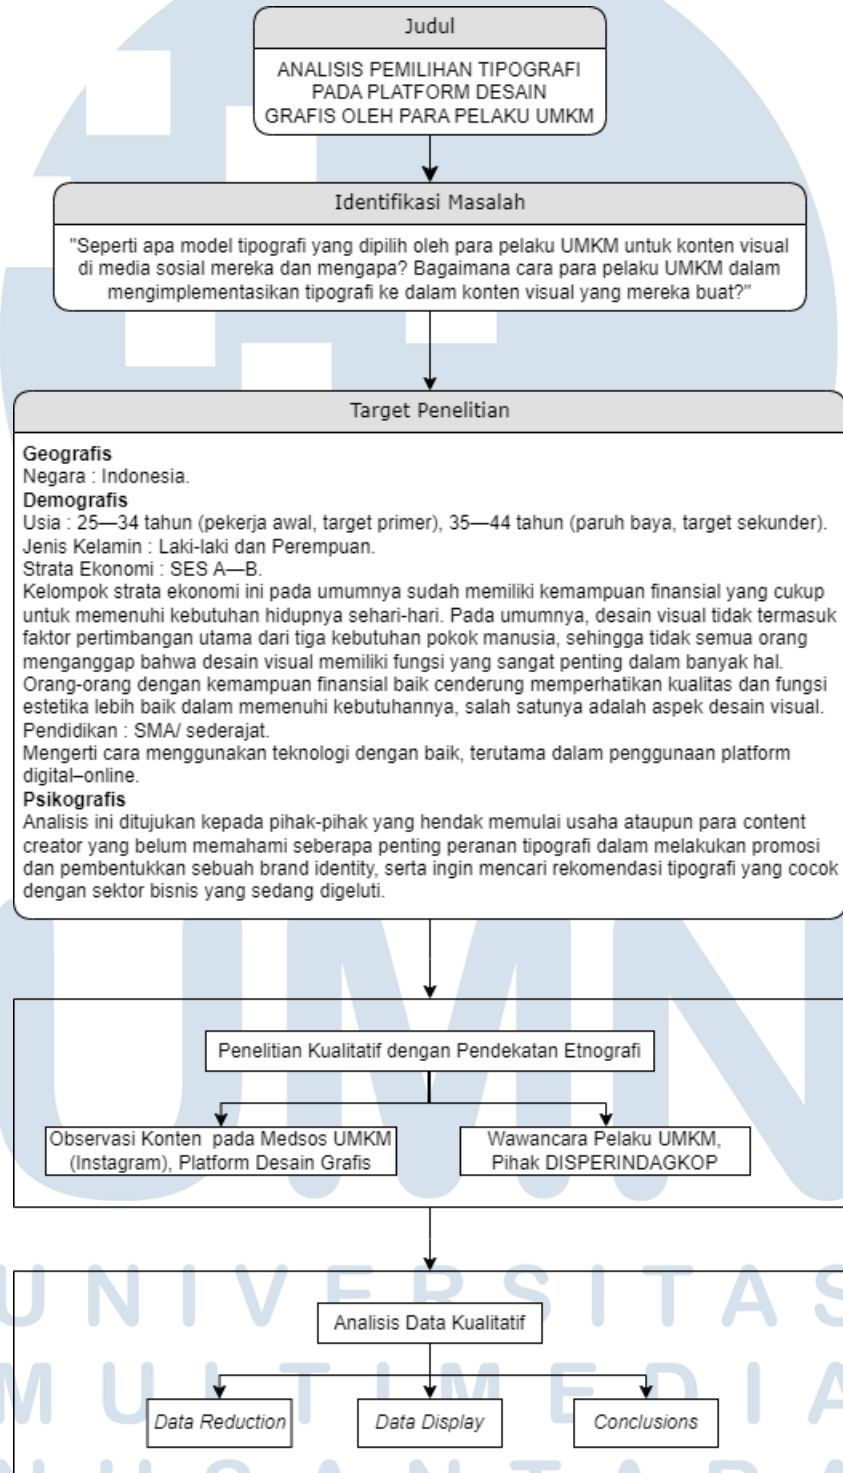 Judul
ANALISIS PEMILIHAN TIPOGRAFI
PADA PLATFORM DESAIN
GRAFIS OLEH PARA PELAKU UMKM
Identifikasi Masalah
"Seperti apa model tipografi yang dipilih oleh para pelaku UMKM untuk konten visual
di media sosial mereka dan mengapa? Bagaimana cara para pelaku UMKM dalam
mengimplementasikan tipografi ke dalam konten visual yang mereka buat?"
Target Penelitian
Geografis
Negara : Indonesia.
Demografis
Usia : 25—34 tahun (pekerja awal, target primer), 35—44 tahun (paruh baya, target sekunder).
Jenis Kelamin : Laki-laki dan Perempuan.
Strata Ekonomi : SES A—B.
Kelompok strata ekonomi ini pada umumnya sudah memiliki kemampuan finansial yang cukup
untuk memenuhi kebutuhan hidupnya sehari-hari. Pada umumnya, desain visual tidak termasuk
faktor pertimbangan utama dari tiga kebutuhan pokok manusia, sehingga tidak semua orang
menganggap bahwa desain visual memiliki fungsi yang sangat penting dalam banyak hal.
Orang-orang dengan kemampuan finansial baik cenderung memperhatikan kualitas dan fungsi
estetika lebih baik dalam memenuhi kebutuhannya, salah satunya adalah aspek desain visual.
Pendidikan : SMA/ sederajat.
Mengerti cara menggunakan teknologi dengan baik, terutama dalam penggunaan platform
digital–online.
Psikografis
Analisis ini ditujukan kepada pihak-pihak yang hendak memulai usaha ataupun para content
creator yang belum memahami seberapa penting peranan tipografi dalam melakukan promosi
dan pembentukkan sebuah brand identity, serta ingin mencari rekomendasi tipografi yang cocok
dengan sektor bisnis yang sedang digeluti.
UMN
Penelitian Kualitatif dengan Pendekatan Etnografi
Observasi Konten pada Medsos UMKM
(Instagram), Platform Desain Grafis
Wawancara Pelaku UMKM,
Pihak DISPERINDAGKOP
UNIVERSITAS
Analisis Data Kualitatif
MULTIMEDIA
Data Reduction
Data Display
Conclusions
NUSANTARA